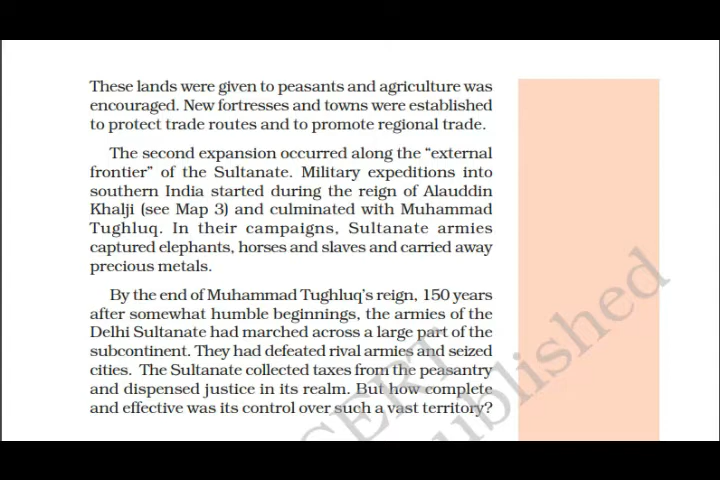 These lands were given to peasants and agriculture was
encouraged. New fortresses and towns were established
to protect trade routes and to promote regional trade.
The second expansion occurred along the “external
frontier” of the Sultanate. Military expeditions into
southern India started during the reign of Alauddin
Khalji (see Map 3) and culminated with Muhammad
Tughluq. In their campaigns, Sultanate armies
captured elephants, horses and slaves and carried away
precious metals.
By the end of Muhammad Tughluq’s reign, 150 years
after somewhat humble beginnings, the armies of the
Delhi Sultanate had marched across a large part of the
subcontinent. They had defeated rival armies and seized
cities. The Sultanate collected taxes from the peasantry
and dispensed justice in its realm. But how complete
and effective was its control over such a vast territory?